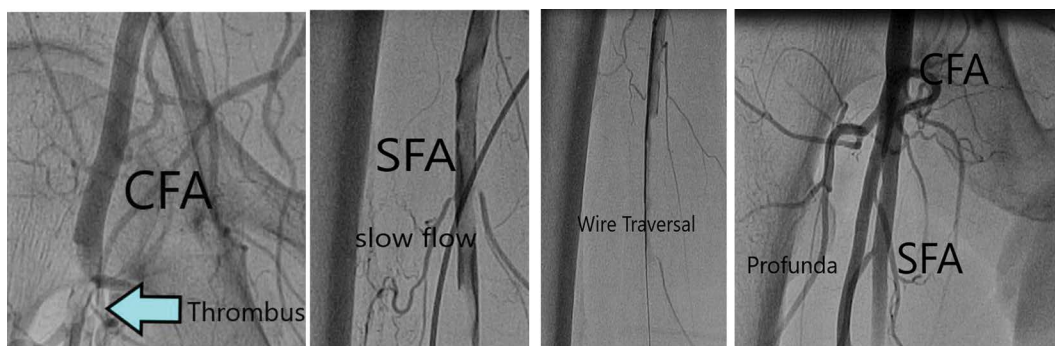 CFA
Thrombus
SFA
slow flow
Wire Traversal
CFA
Profunda
SFA